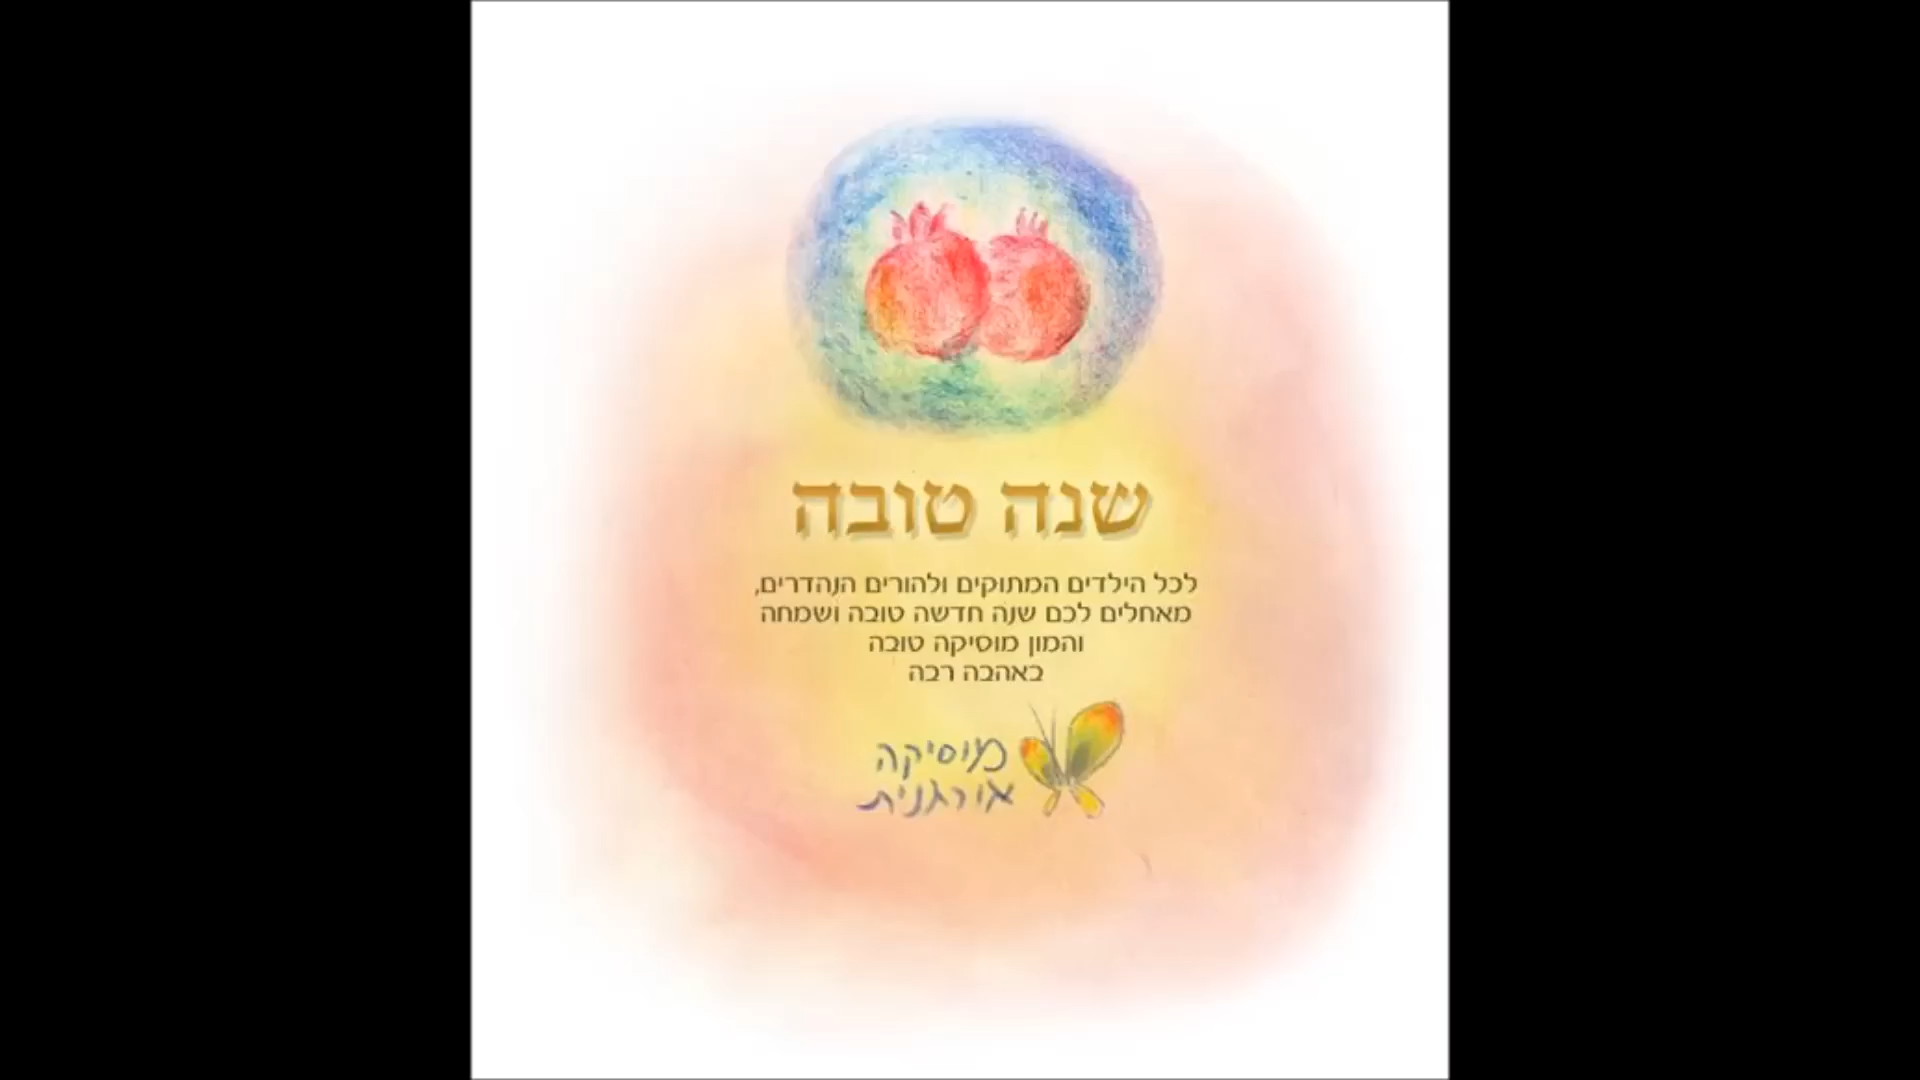 שנה טובה
לכל הילדים המתוקים ולהורים הנהדרים,
מאחלים לכם שנה חדשה טובה ושמחה
והמון מוסיקה טובה
באהבה רבה
מוסיקה
אורגנית